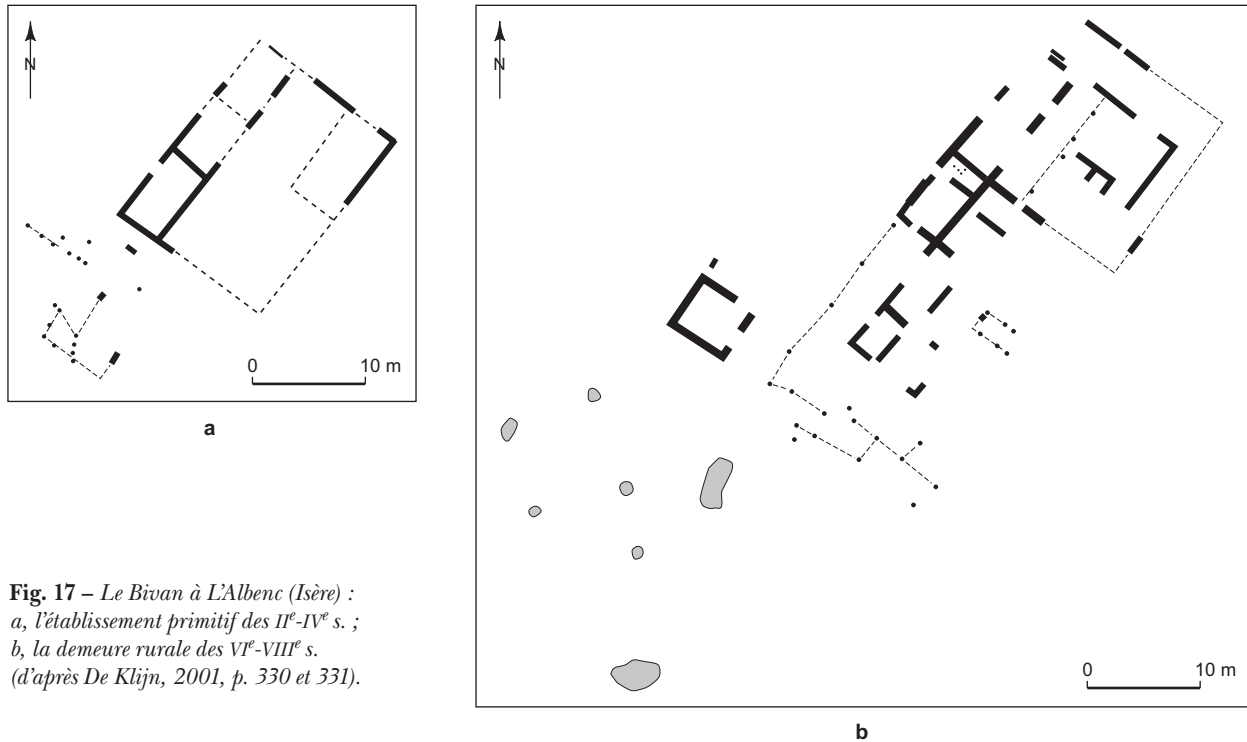 N
0
10 m
a
N
0
10 m
b
Fig. 17 – Le Bivan à L'Albenc (Isère) :
a, l'établissement primitif des IIe-IVe s. ;
b, la demeure rurale des VIe-VIIIe s.
(d'après De Klijn, 2001, p. 330 et 331).